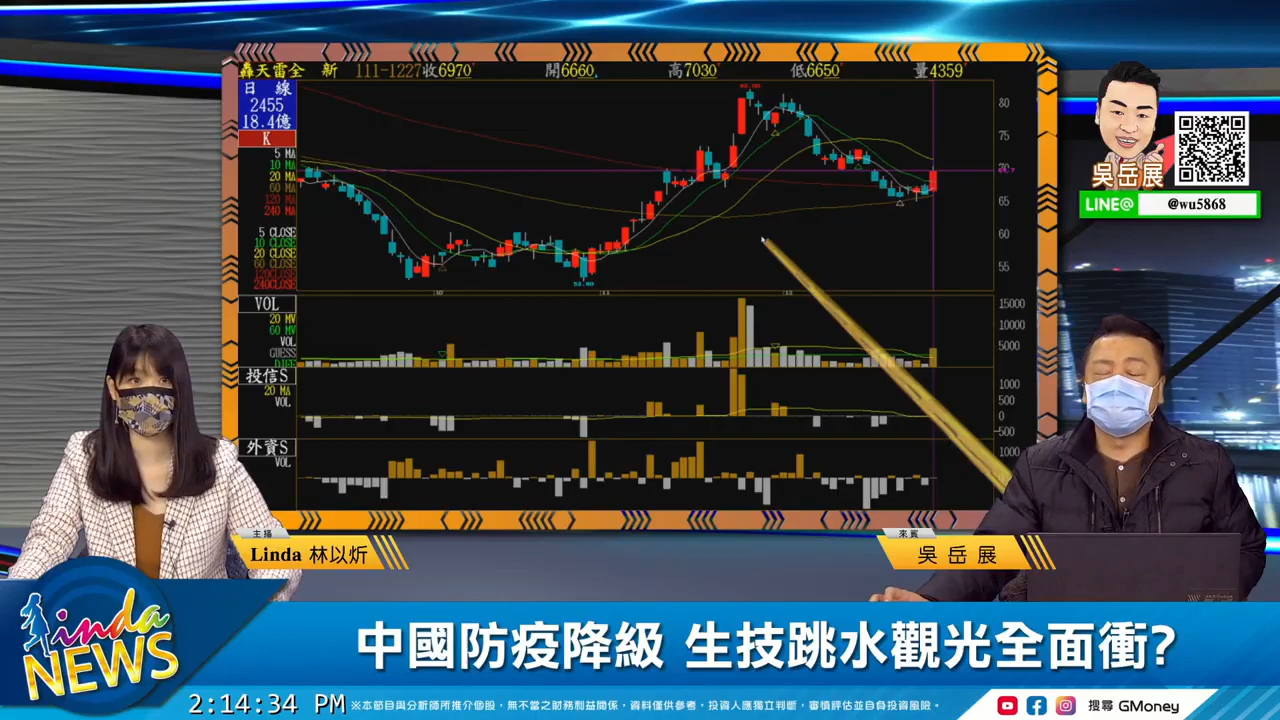 轟天雷全 新 111-1227收6970 開6660 高7030 低6650 量4359
日 線
2455
18.4億
K
5 MA
10 MA
20 MA
60 MA
120 MA
240 MA
5 CLOSE
10 CLOSE
20 CLOSE
60 CLOSE
120CLOSE
240CLOSE
80
75
70
65
60
55
52.80
10
11
12
VOL
20 MV
60 MV
VOL
GUESS
DIFF
15000
10000
5000
投信S
20 MA
VOL
1000
500
0
-500
外資S
VOL
1000
吳岳展
LINE@ @wu5868
主播
Linda 林以炘
來賓
吳岳展
Linda
NEWS
中國防疫降級 生技跳水觀光全面衝?
2:14:34 PM
※本節目與分析師所推介個股，無不當之財務利益關係，資料僅供參考，投資人應獨立判斷，審慎評估並自負投資風險。
搜尋 GMoney